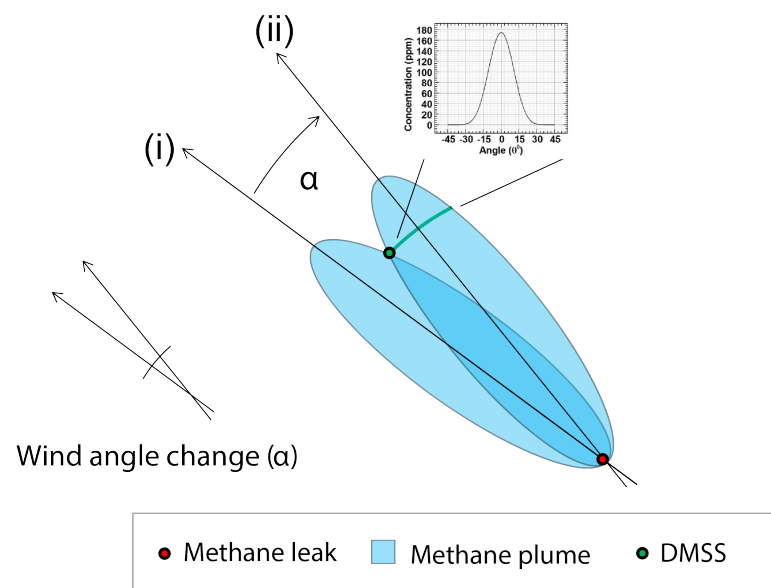 (ii)
(i)
α
Concentration (ppm)
180
160
140
120
100
80
60
40
20
0
-45 -30 -15 0 15 30 45
Angle (θ°)
Wind angle change (α)
Methane leak Methane plume DMSS